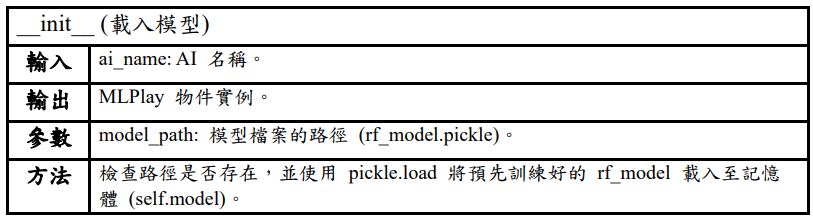 __init__ (載入模型)
輸入 ai_name: AI 名稱。
輸出 MLPlay 物件實例。
參數 model_path: 模型檔案的路徑 (rf_model.pickle)。
方法 檢查路徑是否存在，並使用 pickle.load 將預先訓練好的 rf_model 載入至記憶
體 (self.model)。